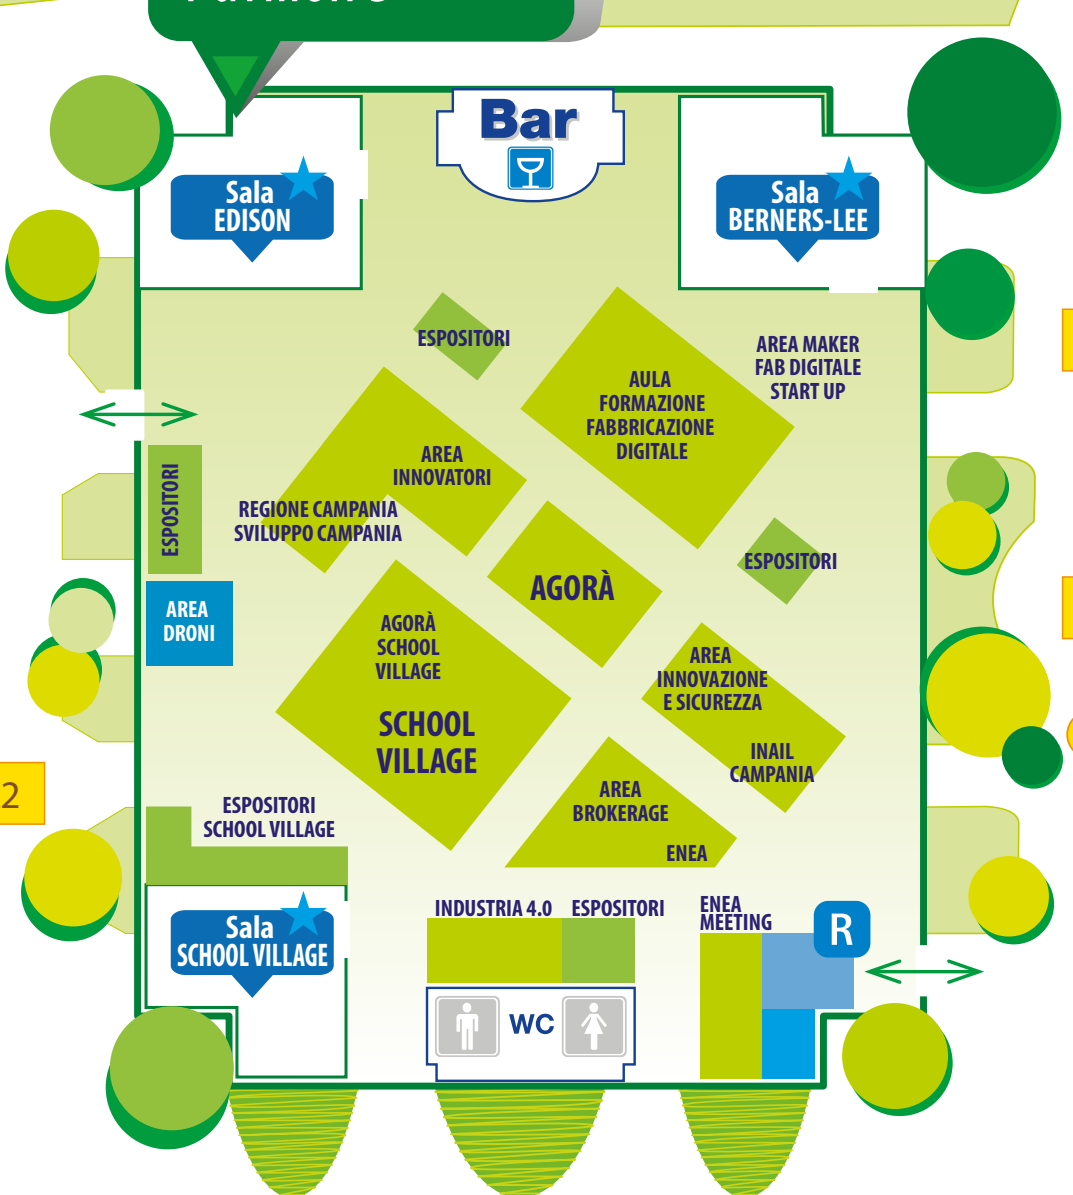 Bar
Sala
EDISON
Sala
BERNERS-LEE
ESPOSITORI
AREA MAKER
FAB DIGITALE
START UP
AULA
FORMAZIONE
FABBRICAZIONE
DIGITALE
AREA
INNOVATORI
REGIONE CAMPANIA
SVILUPPO CAMPANIA
ESPOSITORI
AREA
DRONI
AGORÀ
ESPOSITORI
AGORÀ
SCHOOL
VILLAGE
SCHOOL
VILLAGE
AREA
INNOVAZIONE
E SICUREZZA
INAIL
CAMPANIA
2
AREA
BROKERAGE
ENEA
ESPOSITORI
SCHOOL VILLAGE
Sala
SCHOOL VILLAGE
INDUSTRIA 4.0
ESPOSITORI
ENEA
MEETING
R
WC